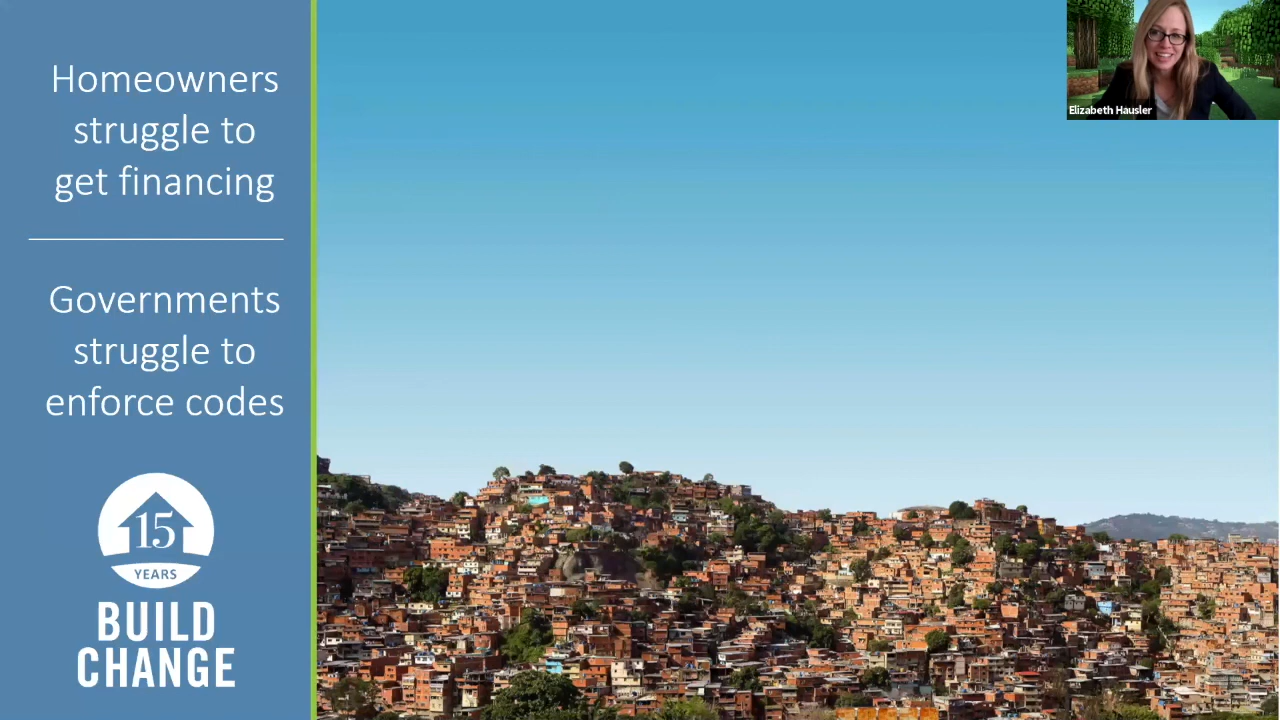 Homeowners
struggle to
get financing
Governments
struggle to
enforce codes
15
YEARS
BUILD
CHANGE
Elizabeth Hausler